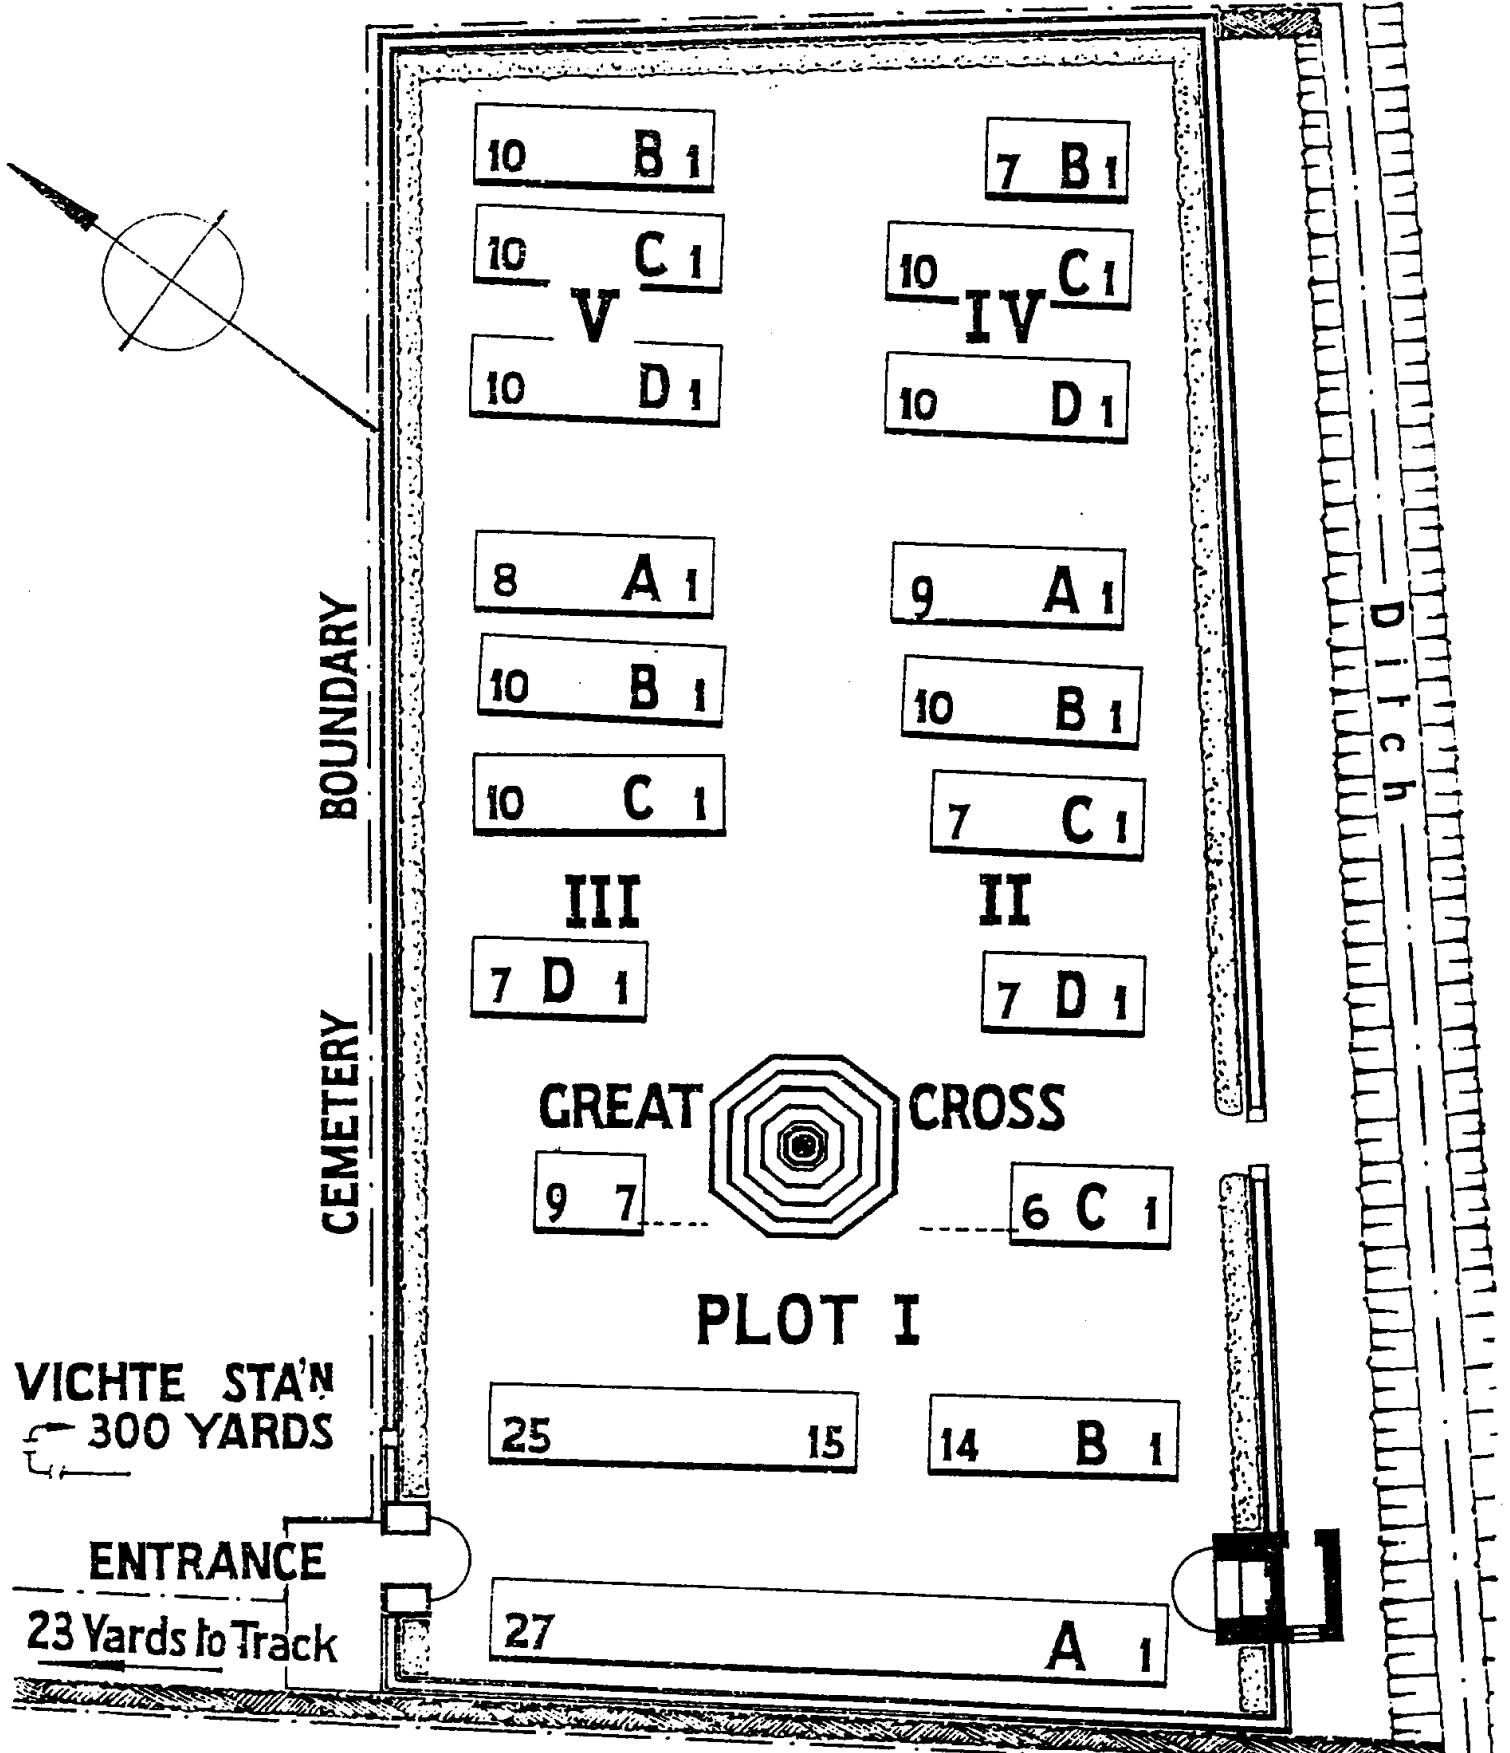 10 B 1
7 B 1
10 C 1
10 C 1
V
IV
10 D 1
10 D 1
8 A 1
9 A 1
10 B 1
10 B 1
10 C 1
7 C 1
III
II
7 D 1
7 D 1
GREAT CROSS
9 7
6 C 1
PLOT I
25 15
14 B 1
27 A 1
CEMETERY BOUNDARY
Ditch
VICHTE STA'N
300 YARDS
ENTRANCE
23 Yards to Track